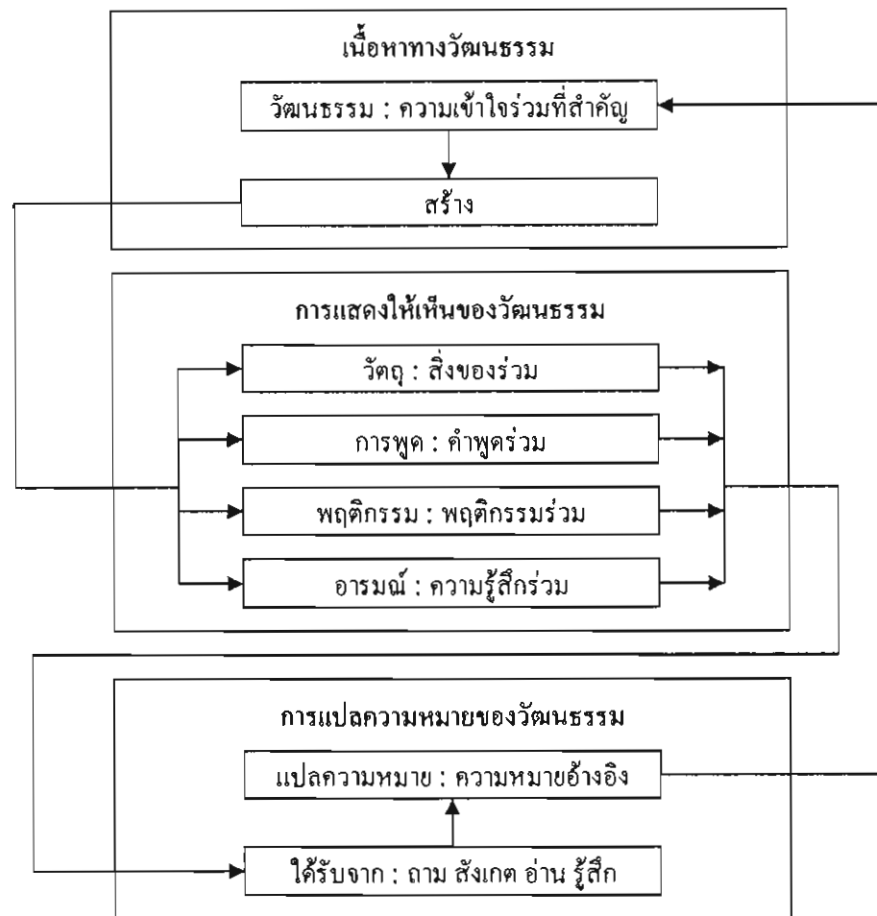 เนื้อหาทางวัฒนธรรม
วัฒนธรรม : ความเข้าใจร่วมที่สำคัญ
สร้าง
การแสดงให้เห็นของวัฒนธรรม
วัตถุ : สิ่งของร่วม
การพูด : คำพูดร่วม
พฤติกรรม : พฤติกรรมร่วม
อารมณ์ : ความรู้สึกร่วม
การแปลความหมายของวัฒนธรรม
แปลความหมาย : ความหมายอ้างอิง
ได้รับจาก : ถาม สังเกต อ่าน รู้สึก